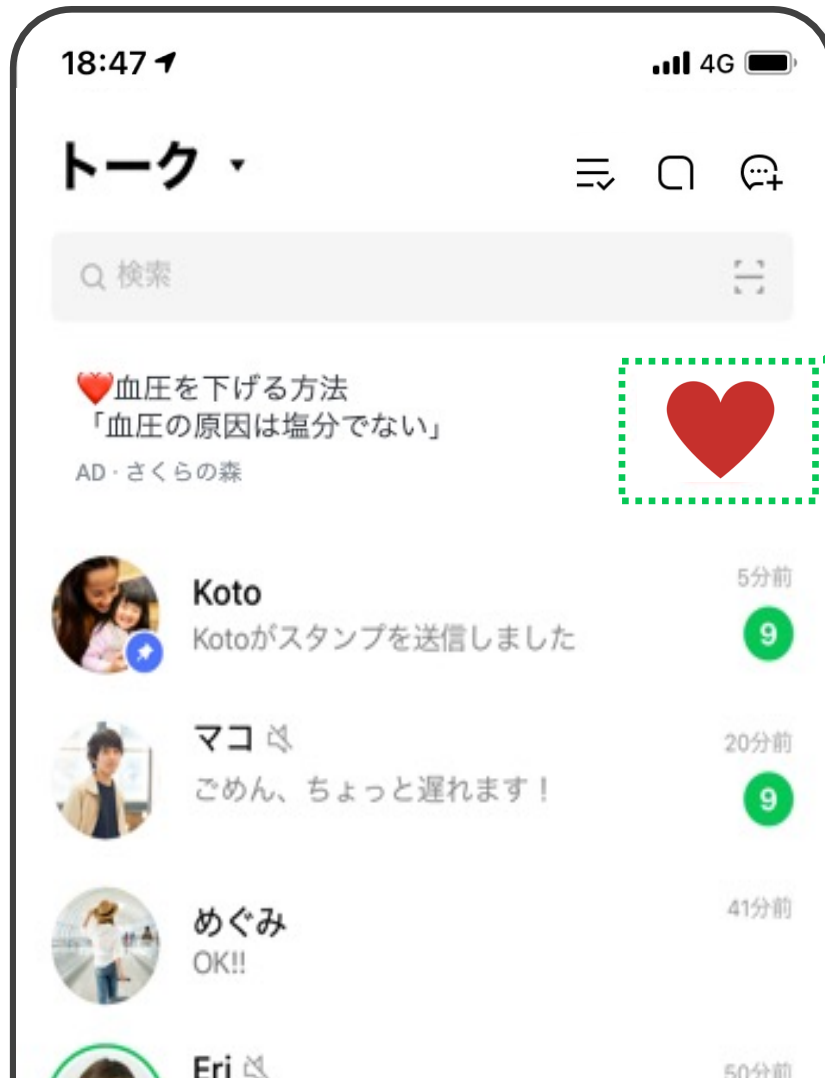 18:47
4G
トーク
検索
❤️血圧を下げる方法
「血圧の原因は塩分でない」
AD · さくらの森
Koto
5分前
Kotoがスタンプを送信しました
9
マコ
20分前
ごめん、ちょっと遅れます！
9
めぐみ
41分前
OK!!
Eri
50分前